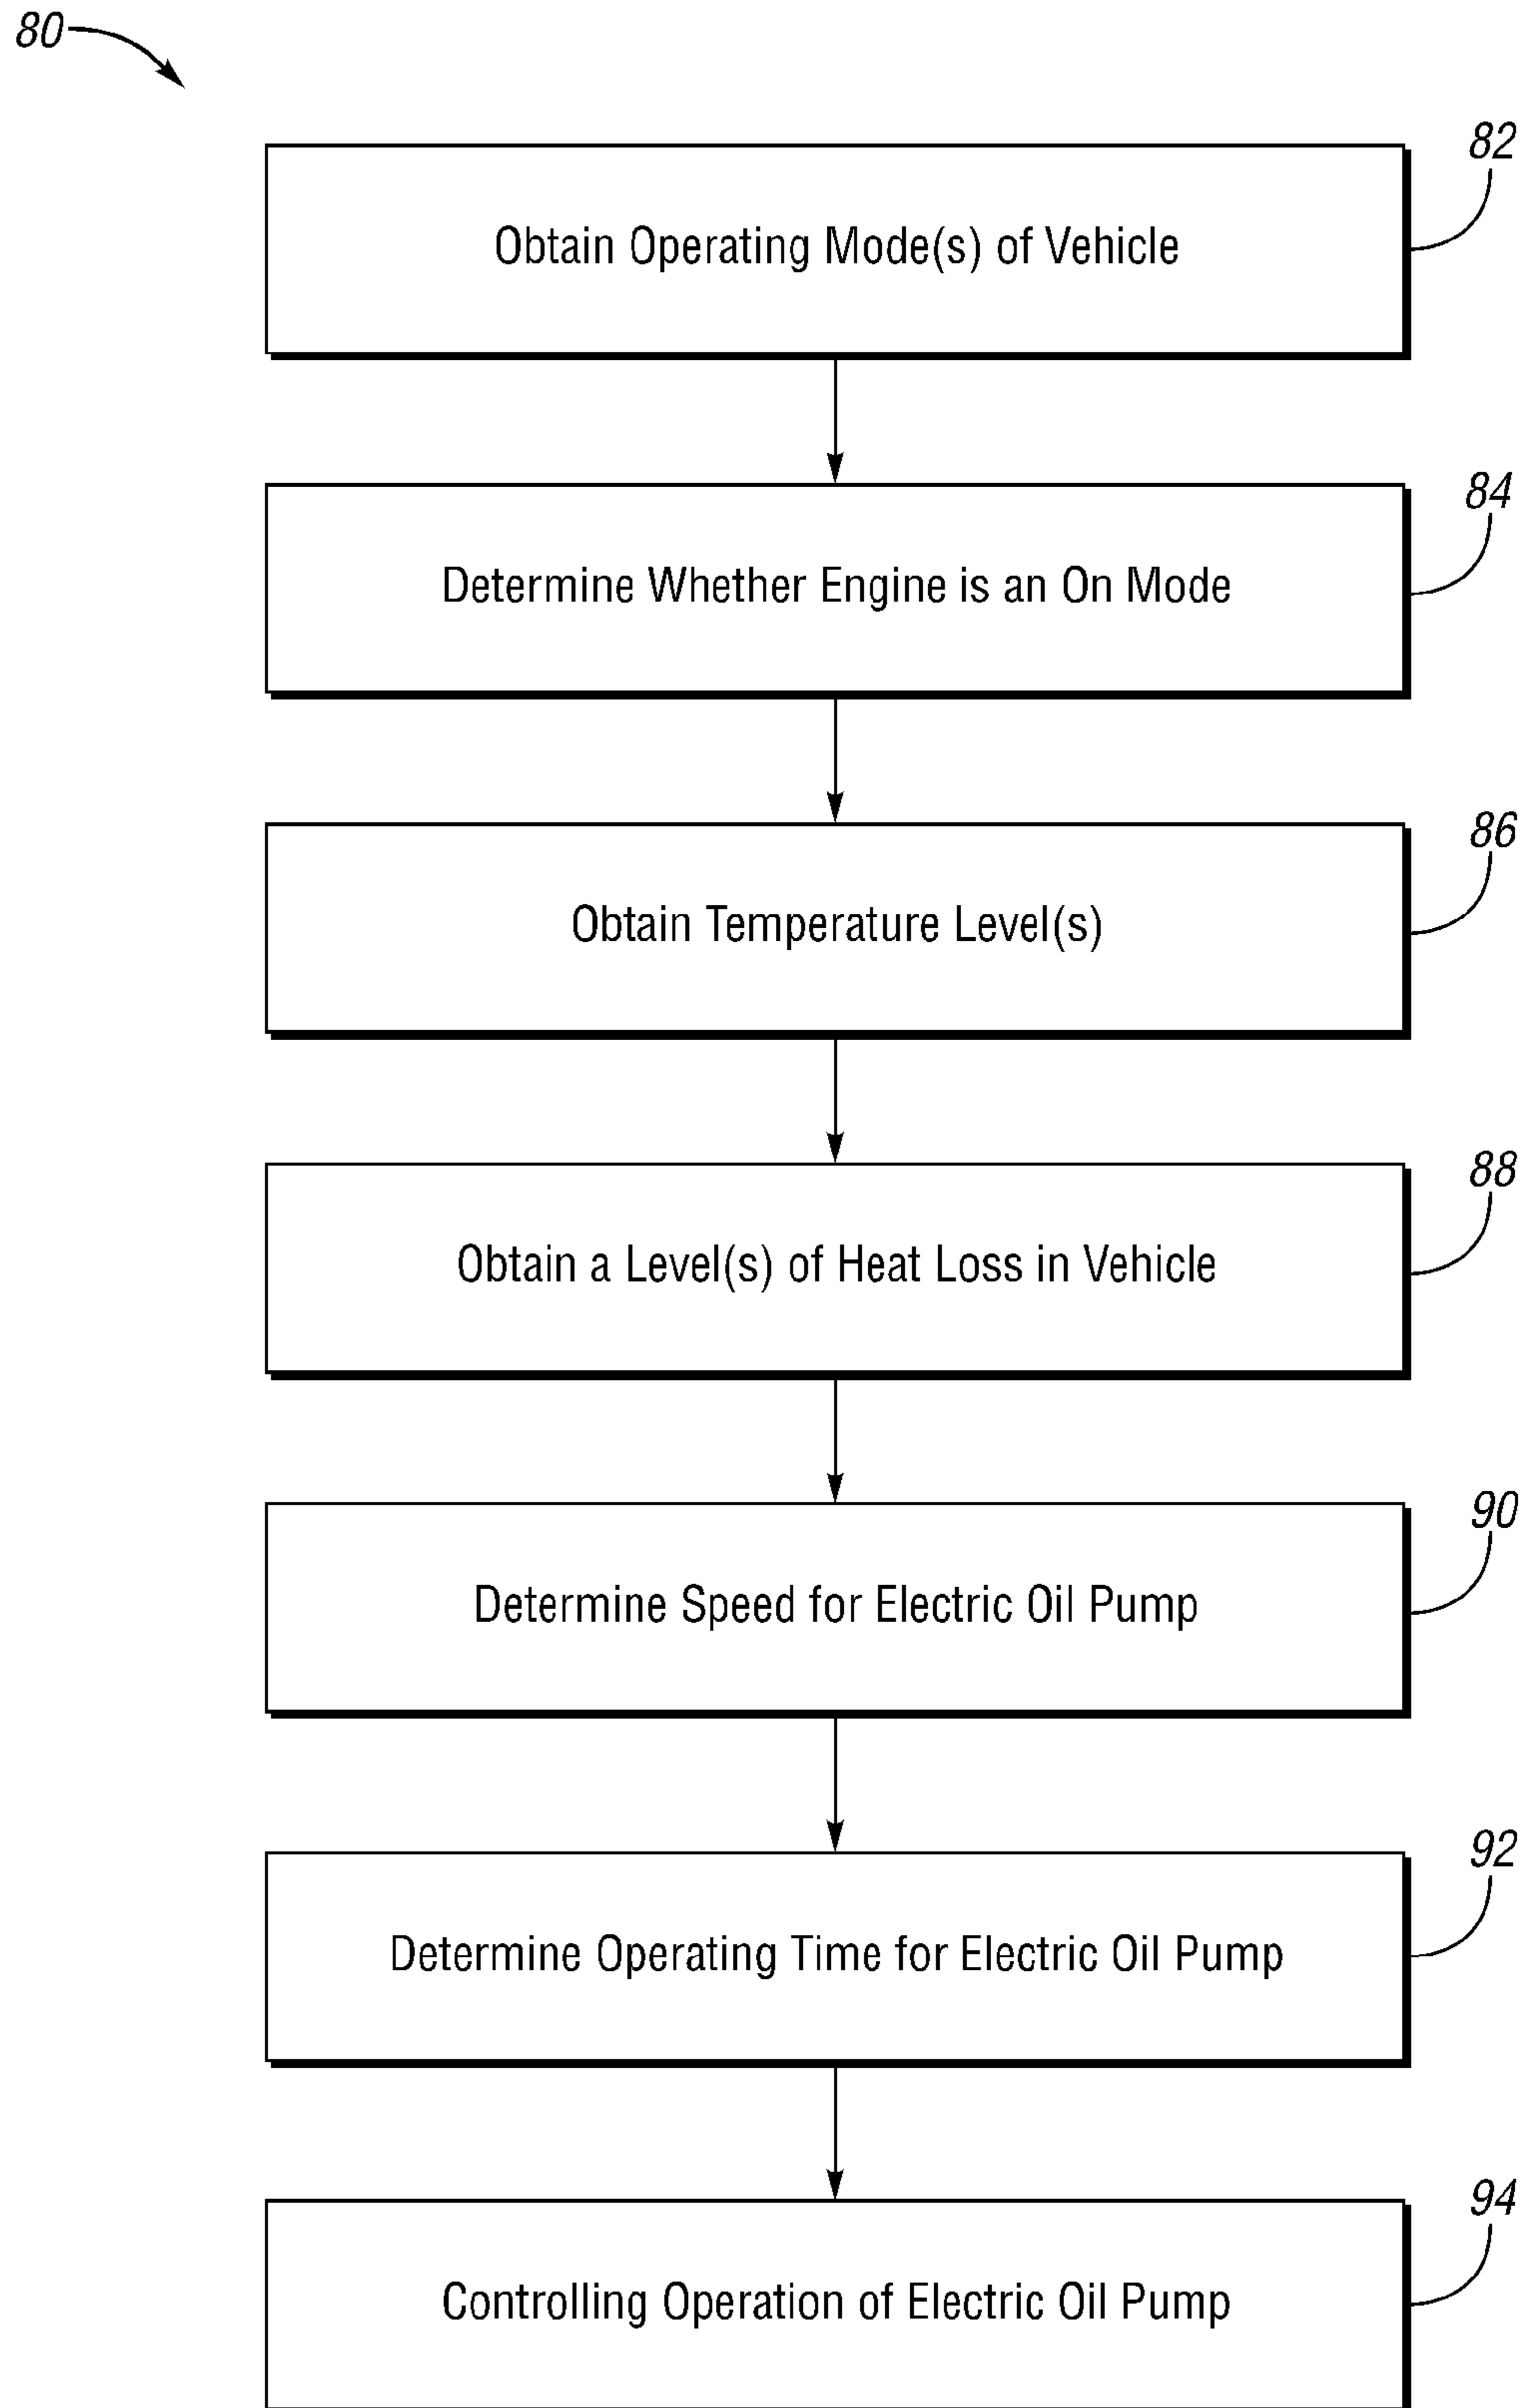 80
82
Obtain Operating Mode(s) of Vehicle
84
Determine Whether Engine is an On Mode
86
Obtain Temperature Level(s)
88
Obtain a Level(s) of Heat Loss in Vehicle
90
Determine Speed for Electric Oil Pump
92
Determine Operating Time for Electric Oil Pump
94
Controlling Operation of Electric Oil Pump